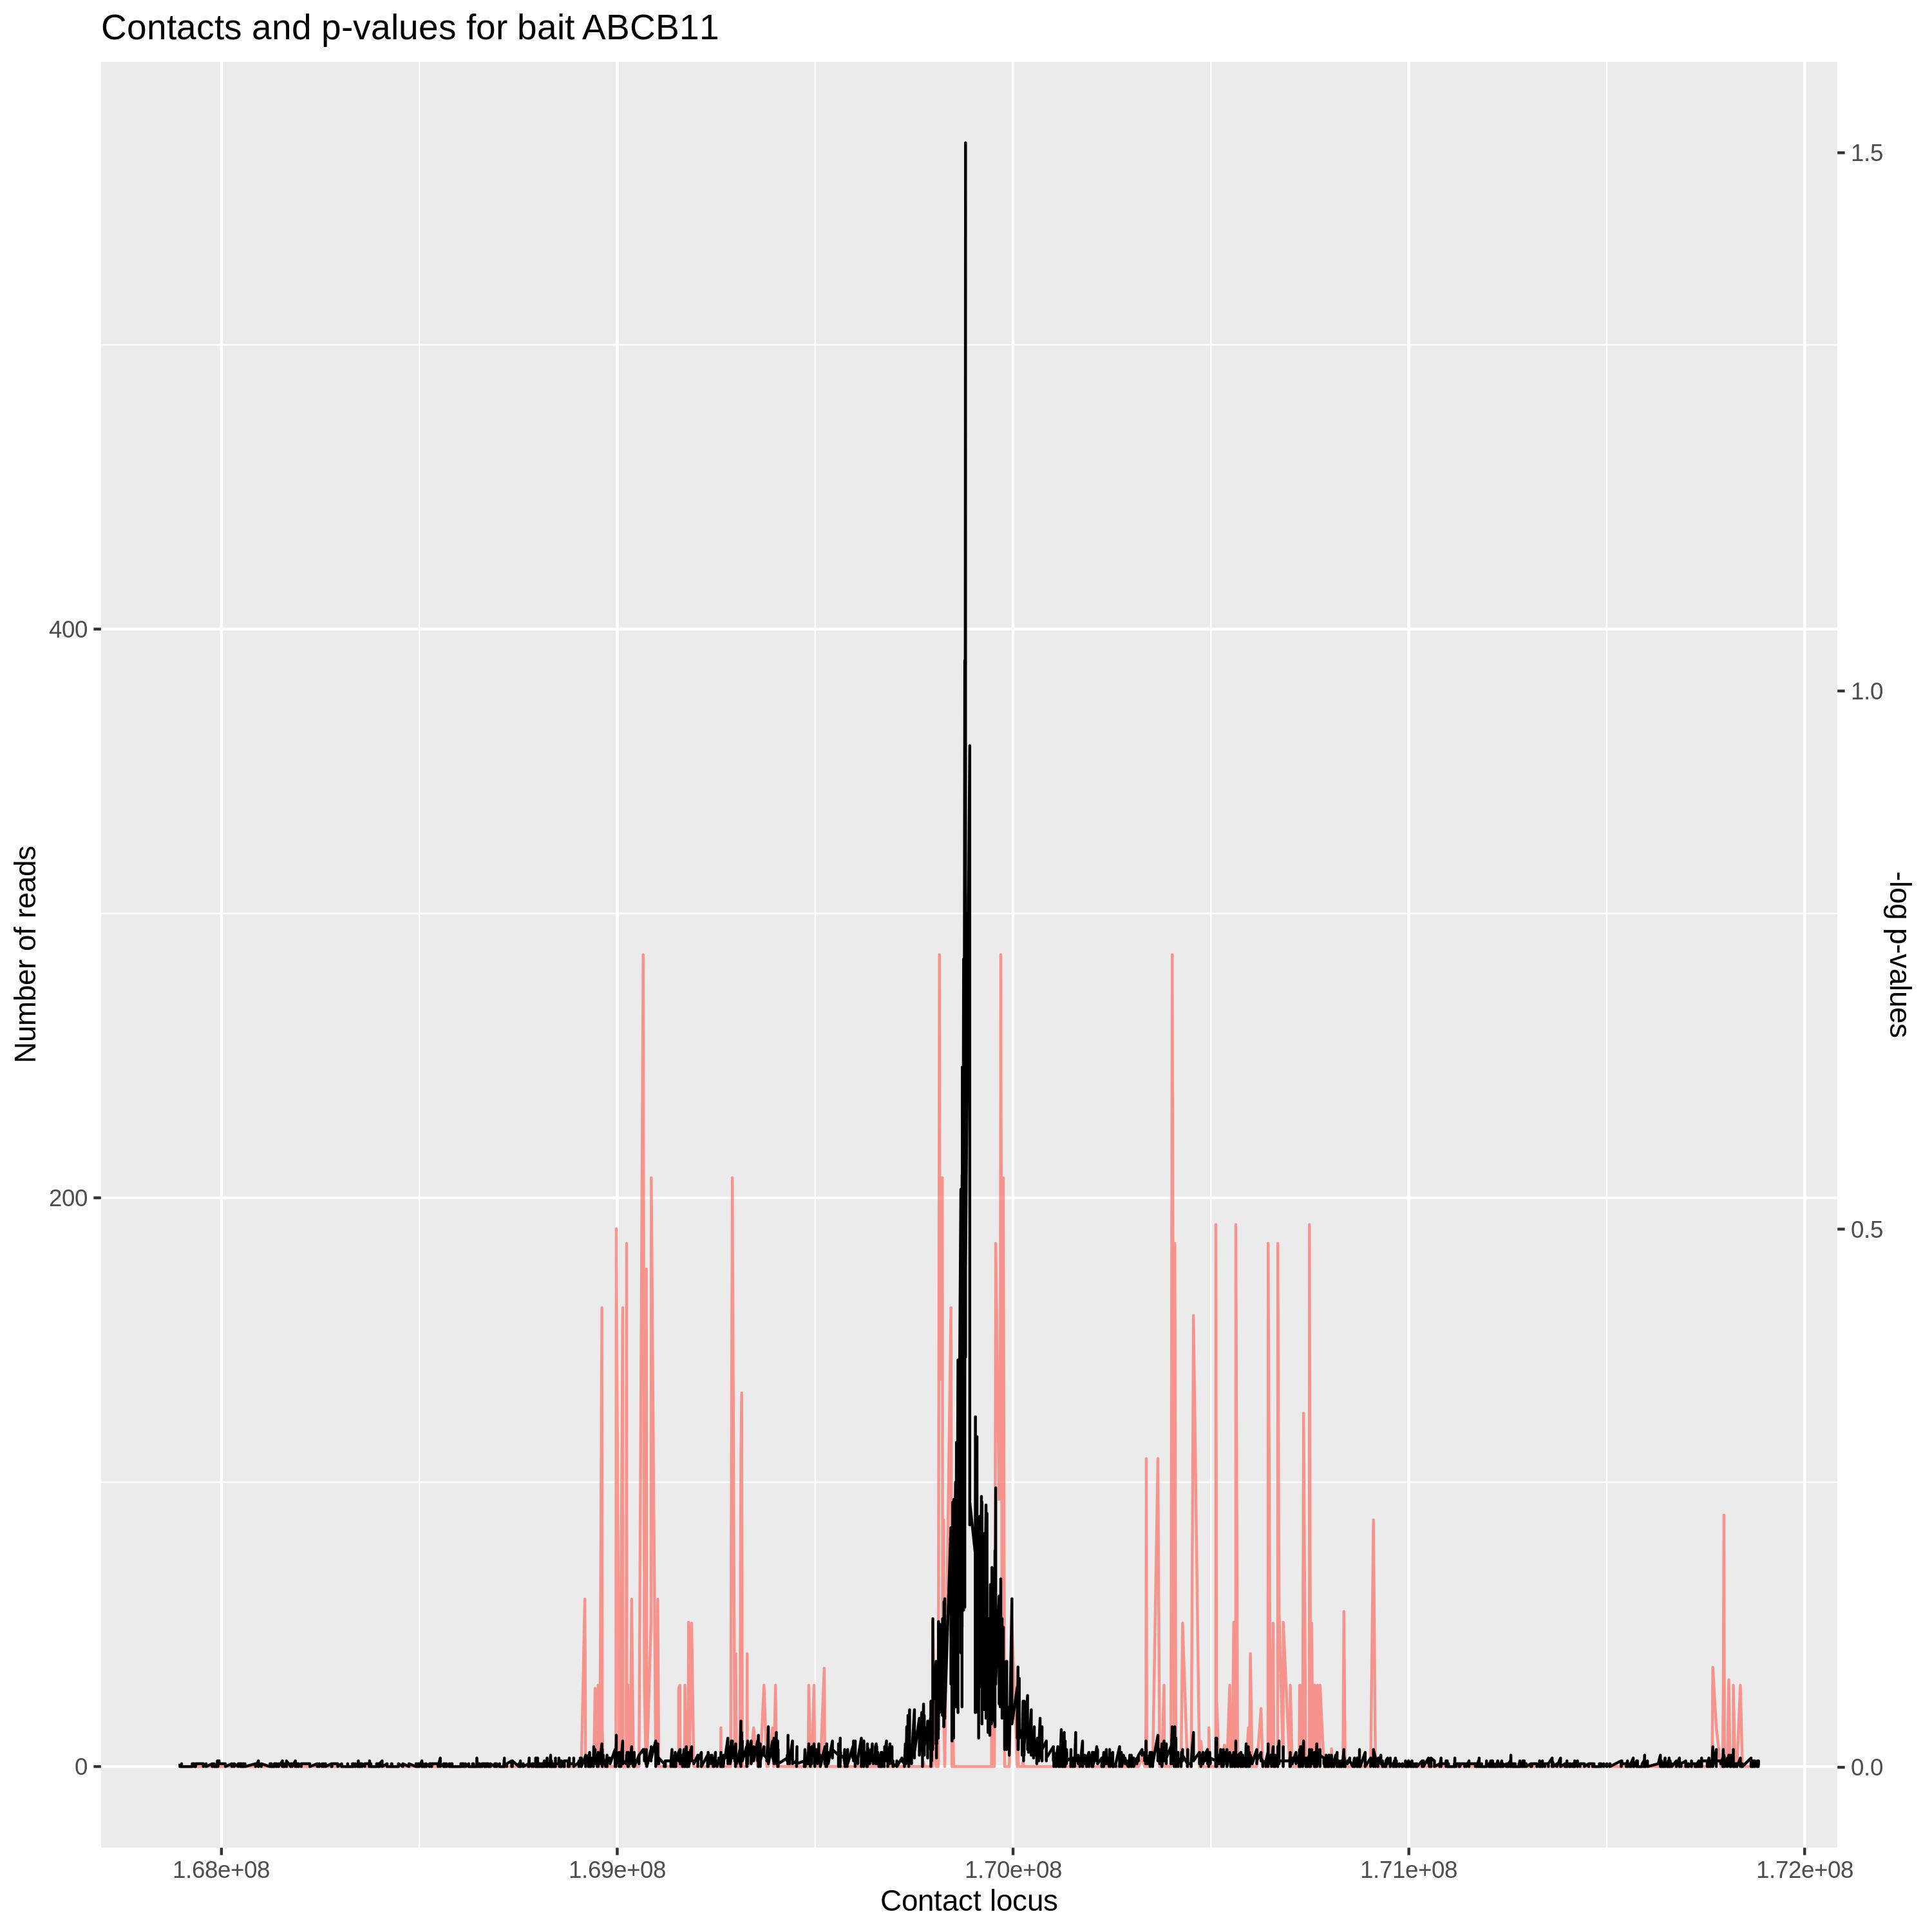 Contacts and p-values for bait ABCB11
1.5
400
1.0
Number of reads
-log p-values
200
0.5
0
0.0
1.68e+08
1.69e+08
1.70e+08
1.71e+08
1.72e+08
Contact locus